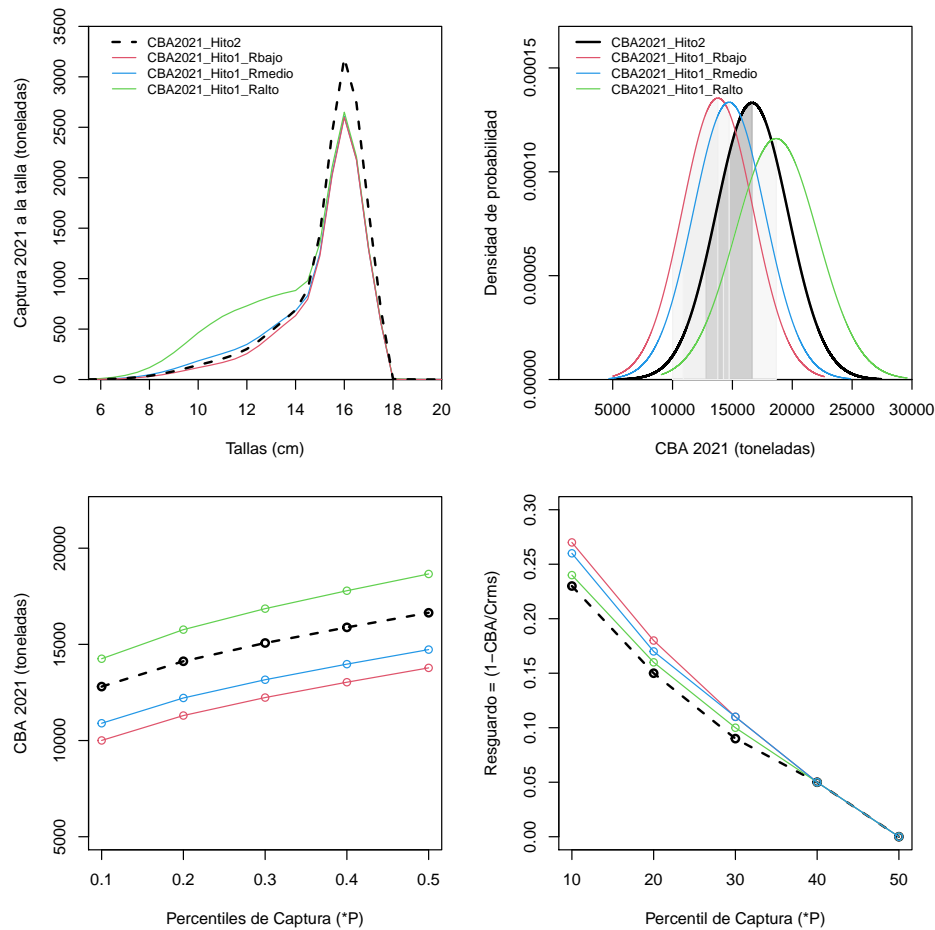 Captura 2021 a la talla (toneladas)
3500
3000
2500
2000
1500
1000
500
0
CBA2021_Hito2
CBA2021_Hito1_Rbajo
CBA2021_Hito1_Rmedio
CBA2021_Hito1_Ralto
6 8 10 12 14 16 18 20
Tallas (cm)
Densidad de probabilidad
0.00015
0.00010
0.00005
0.00000
CBA2021_Hito2
CBA2021_Hito1_Rbajo
CBA2021_Hito1_Rmedio
CBA2021_Hito1_Ralto
5000 10000 15000 20000 25000 30000
CBA 2021 (toneladas)
CBA 2021 (toneladas)
20000
15000
10000
5000
0.1 0.2 0.3 0.4 0.5
Percentiles de Captura (*P)
Resguardo = (1−CBA/Crms)
0.30
0.25
0.20
0.15
0.10
0.05
0.00
10 20 30 40 50
Percentil de Captura (*P)